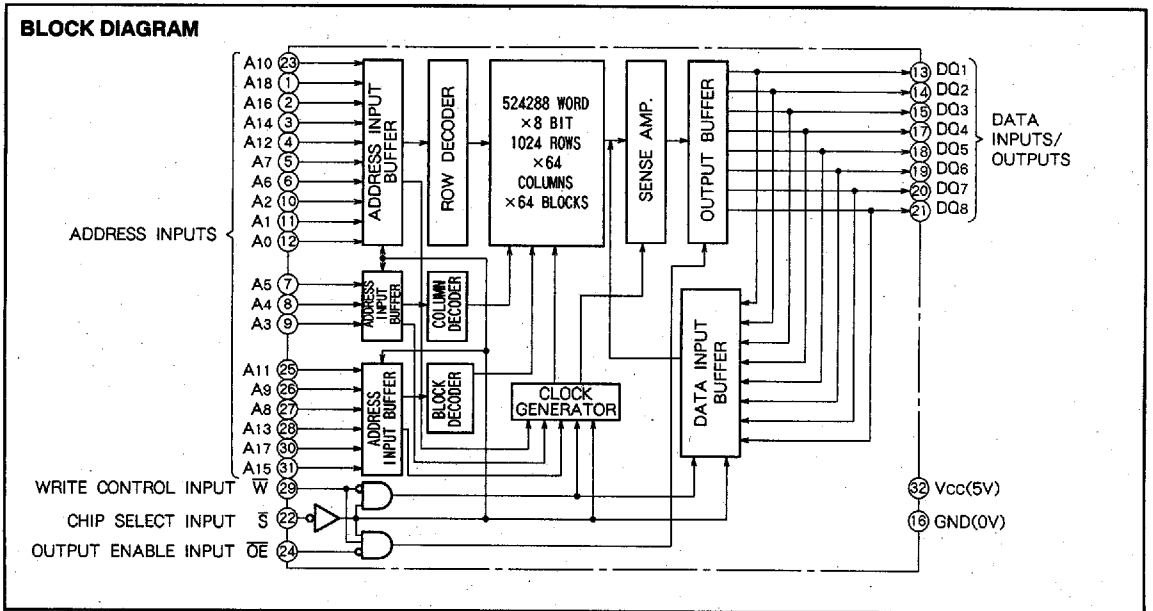 BLOCK DIAGRAM
ADDRESS INPUTS
A10 23
A18 1
A16 2
A14 3
A12 4
A7 5
A6 6
A2 10
A1 11
A0 12
A5 7
A4 8
A3 9
A11 25
A9 26
A8 27
A13 28
A17 30
A15 31
WRITE CONTROL INPUT W̅ 29
CHIP SELECT INPUT S̅ 22
OUTPUT ENABLE INPUT O̅E̅ 24
ADDRESS INPUT
BUFFER
ROW DECODER
524288 WORD
×8 BIT
1024 ROWS
×64
COLUMNS
×64 BLOCKS
SENSE AMP.
OUTPUT BUFFER
ADDRESS
INPUT
BUFFER
COLUMN
DECODER
ADDRESS
INPUT BUFFER
BLOCK
DECODER
CLOCK
GENERATOR
DATA INPUT
BUFFER
13 DQ1
14 DQ2
15 DQ3
17 DQ4
18 DQ5
19 DQ6
20 DQ7
21 DQ8
DATA
INPUTS/
OUTPUTS
32 Vcc(5V)
16 GND(0V)